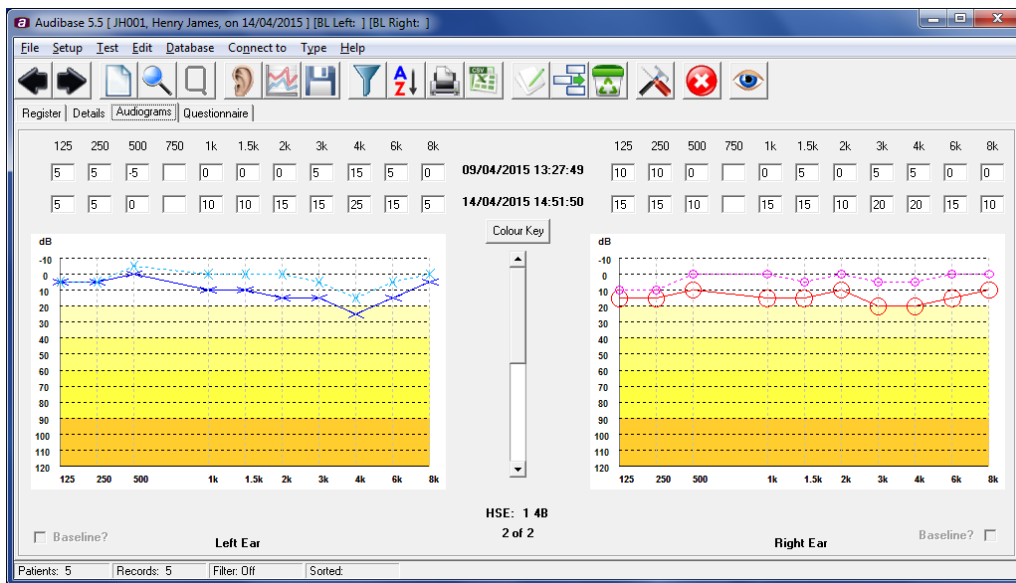 Audibase 5.5 [ JH001, Henry James, on 14/04/2015 ] [BL Left:  ] [BL Right:  ]
File Setup Test Edit Database Connect to Type Help
A Z CSV
Register Details Audiograms Questionnaire
125 250 500 750 1k 1.5k 2k 3k 4k 6k 8k 125 250 500 750 1k 1.5k 2k 3k 4k 6k 8k
5 5 -5 0 0 0 5 15 5 0 09/04/2015 13:27:49 10 10 0 0 5 0 5 5 0 0
5 5 0 10 10 15 15 25 15 5 14/04/2015 14:51:50 15 15 10 15 15 10 20 20 15 10
Colour Key
dB
-10
0
10
20
30
40
50
60
70
80
90
100
110
120
125 250 500 1k 1.5k 2k 3k 4k 6k 8k
dB
-10
0
10
20
30
40
50
60
70
80
90
100
110
120
125 250 500 1k 1.5k 2k 3k 4k 6k 8k
HSE: 1 4B
2 of 2
Baseline? Left Ear Right Ear Baseline?
Patients: 5 Records: 5 Filter: Off Sorted: